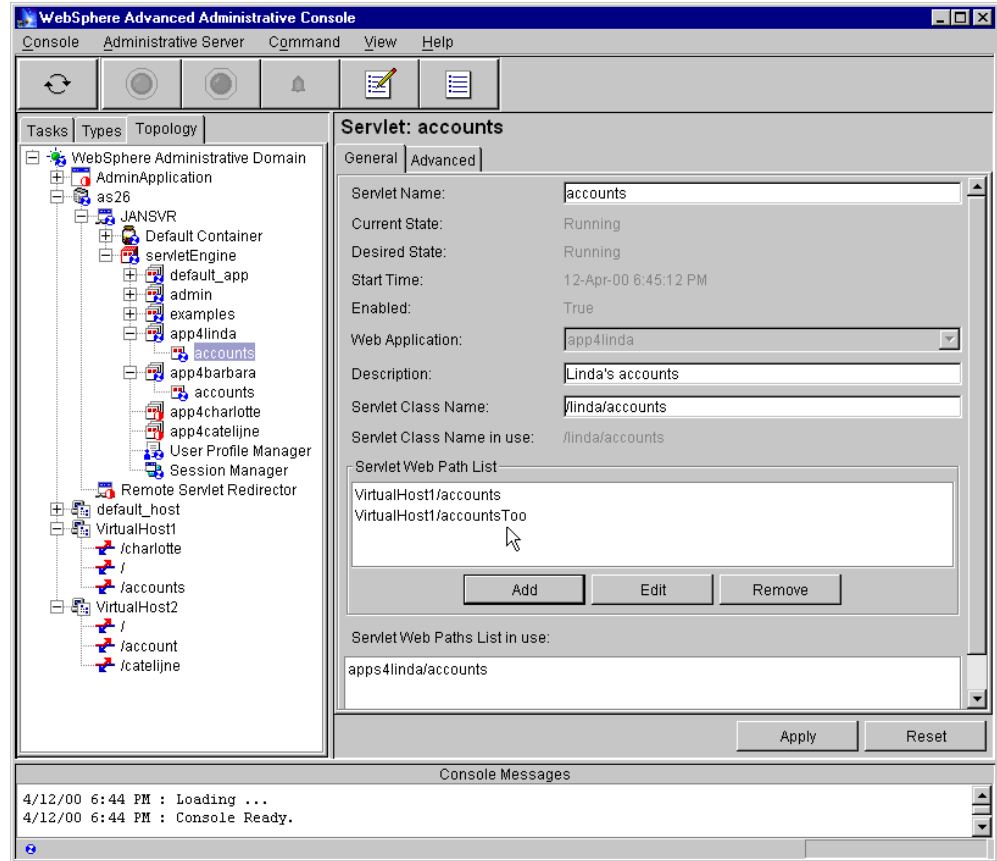 WebSphere Advanced Administrative Console
Console Administrative Server Command View Help
Tasks Types Topology
WebSphere Administrative Domain
AdminApplication
as26
JANSVR
Default Container
servletEngine
default_app
admin
examples
app4linda
accounts
app4barbara
accounts
app4charlotte
app4catelijne
User Profile Manager
Session Manager
Remote Servlet Redirector
default_host
VirtualHost1
/charlotte
/
/accounts
VirtualHost2
/
/account
/catelijne
Servlet: accounts
General Advanced
Servlet Name: accounts
Current State: Running
Desired State: Running
Start Time: 12-Apr-00 6:45:12 PM
Enabled: True
Web Application: app4linda
Description: Linda's accounts
Servlet Class Name: /linda/accounts
Servlet Class Name in use: /linda/accounts
Servlet Web Path List
VirtualHost1/accounts
VirtualHost1/accountsToo
Add Edit Remove
Servlet Web Paths List in use:
apps4linda/accounts
Apply Reset
Console Messages
4/12/00 6:44 PM : Loading ...
4/12/00 6:44 PM : Console Ready.